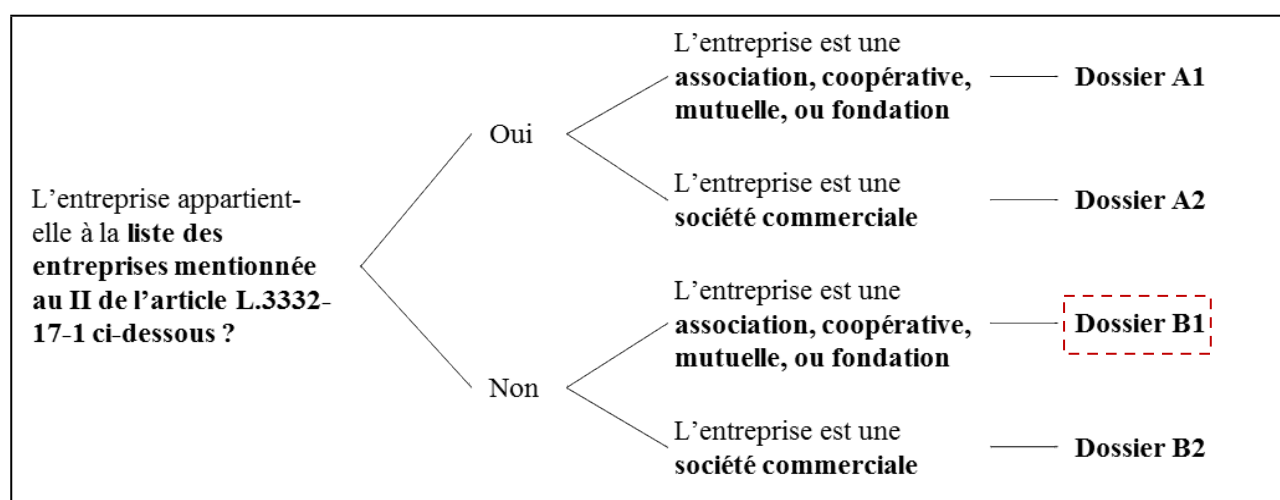 L'entreprise appartient-
elle à la liste des
entreprises mentionnée
au II de l'article L.3332-
17-1 ci-dessous ?
Oui
L'entreprise est une
association, coopérative,
mutuelle, ou fondation
Dossier A1
L'entreprise est une
société commerciale
Dossier A2
Non
L'entreprise est une
association, coopérative,
mutuelle, ou fondation
Dossier B1
L'entreprise est une
société commerciale
Dossier B2